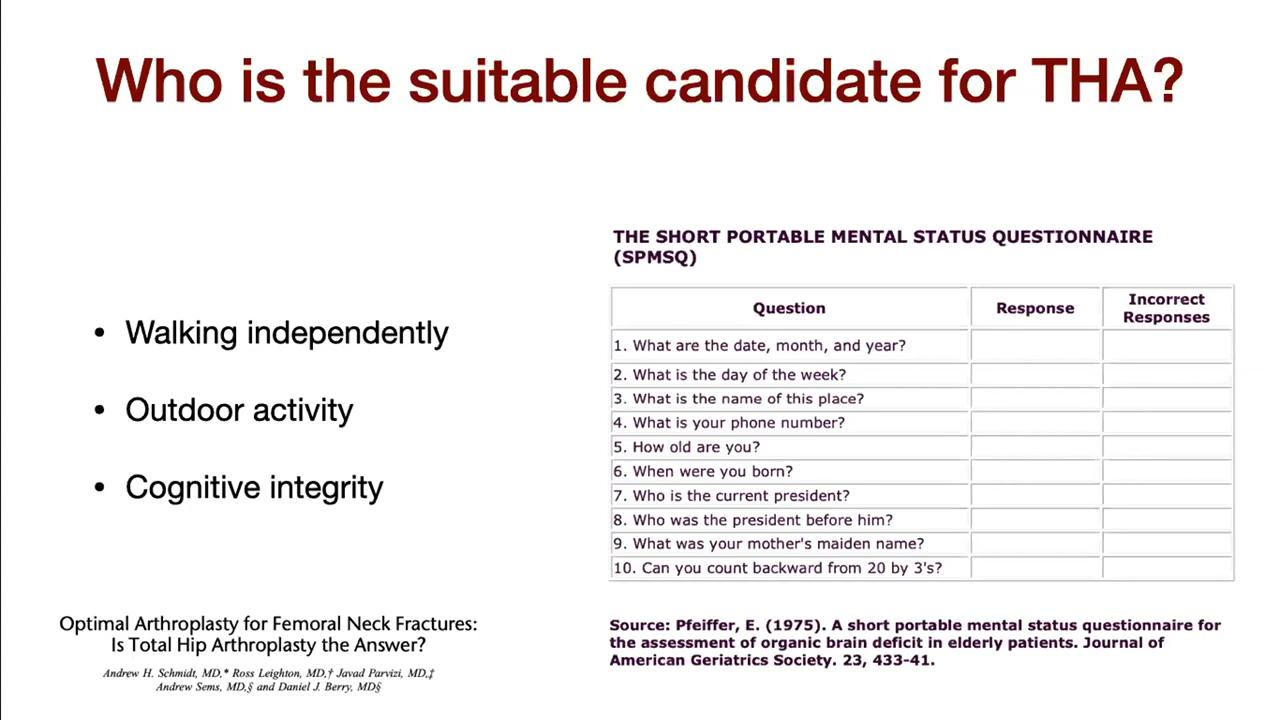 Who is the suitable candidate for THA?
• Walking independently
• Outdoor activity
• Cognitive integrity
Optimal Arthroplasty for Femoral Neck Fractures:
Is Total Hip Arthroplasty the Answer?
Andrew H. Schmidt, MD,* Ross Leighton, MD,† Javad Parvizi, MD,‡
Andrew Sems, MD,§ and Daniel J. Berry, MD§
THE SHORT PORTABLE MENTAL STATUS QUESTIONNAIRE
(SPMSQ)
Question Response Incorrect
Responses
1. What are the date, month, and year?
2. What is the day of the week?
3. What is the name of this place?
4. What is your phone number?
5. How old are you?
6. When were you born?
7. Who is the current president?
8. Who was the president before him?
9. What was your mother's maiden name?
10. Can you count backward from 20 by 3's?
Source: Pfeiffer, E. (1975). A short portable mental status questionnaire for
the assessment of organic brain deficit in elderly patients. Journal of
American Geriatrics Society. 23, 433-41.